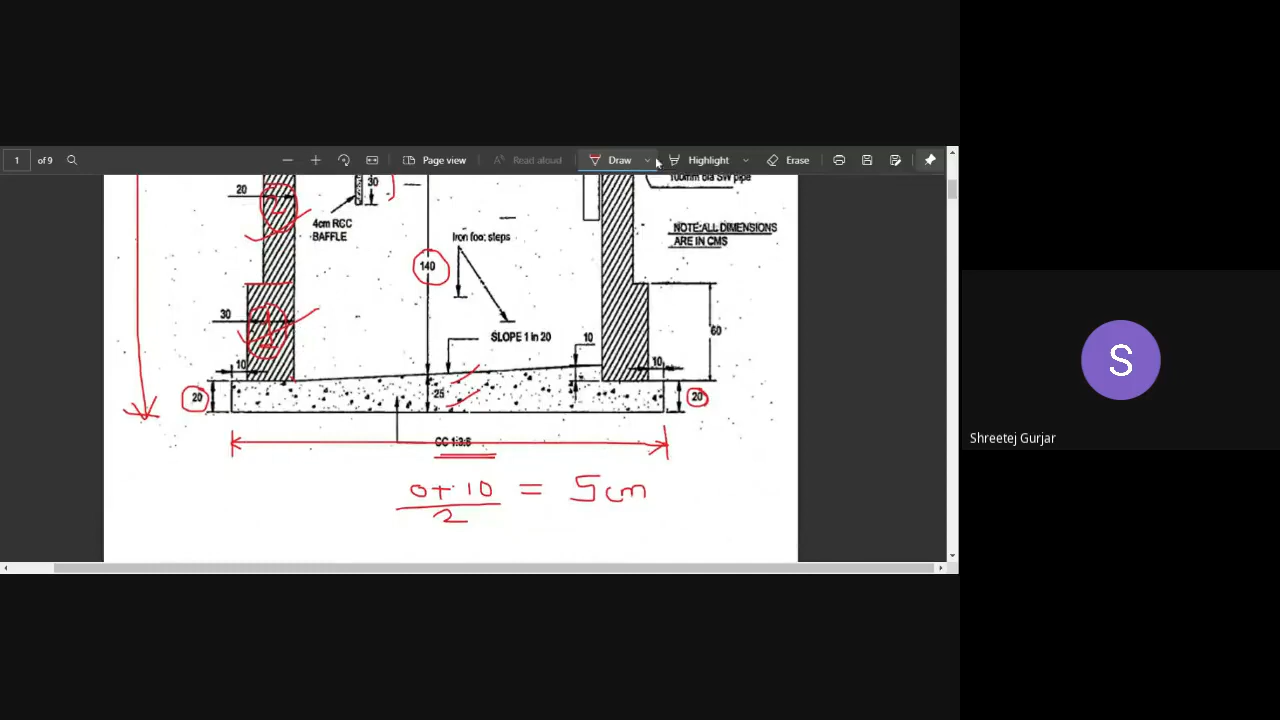 1 of 9 Page view Read aloud Draw Highlight Erase
100mm dia SW pipe
20 2 30
4cm RCC
BAFFLE
Iron foot steps
NOTE:ALL DIMENSIONS
ARE IN CMS
140
30 1
SLOPE 1 in 20
10
60
10
10
20
25
20
CC 1:3:6
0+10 = 5cm
2
S
Shreetej Gurjar